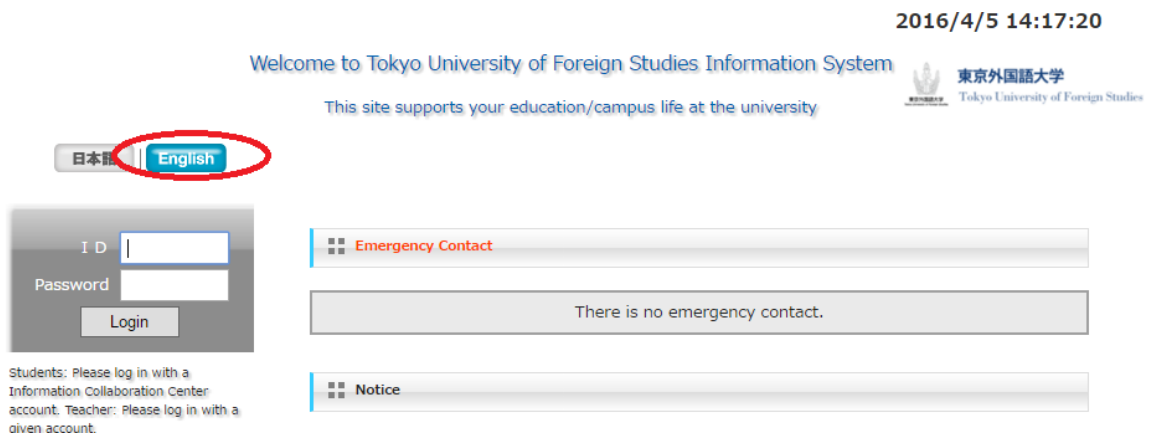 2016/4/5 14:17:20
Welcome to Tokyo University of Foreign Studies Information System
東京外国語大学
Tokyo University of Foreign Studies
This site supports your education/campus life at the university
日本語 | English
I D
Emergency Contact
Password
Login
There is no emergency contact.
Students: Please log in with a
Information Collaboration Center
account. Teacher: Please log in with a
given account.
Notice